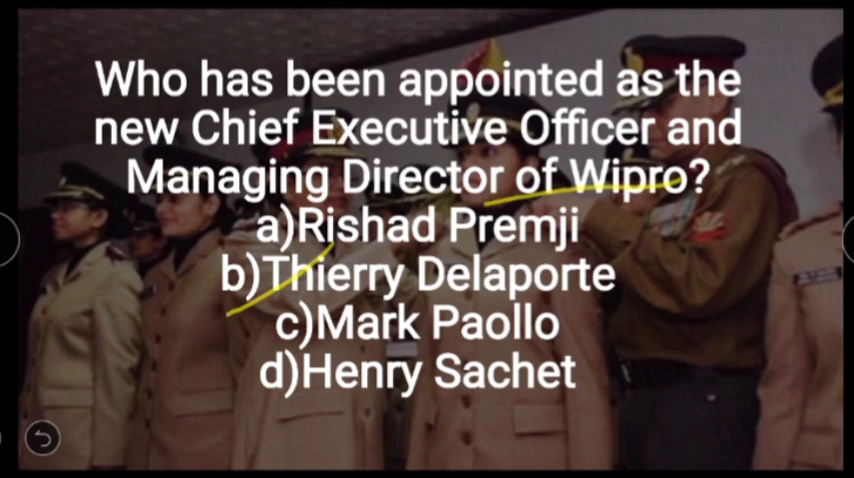 Who has been appointed as the
new Chief Executive Officer and
Managing Director of Wipro?
a)Rishad Premji
b)Thierry Delaporte
c)Mark Paollo
d)Henry Sachet